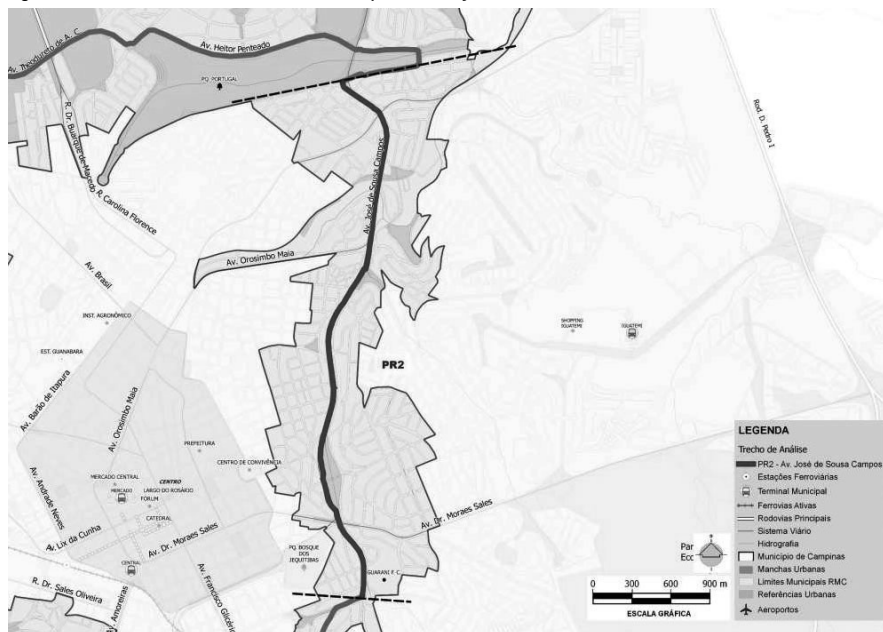 Av. Theodureto de A. C
Av. Heitor Penteado
PQ. PORTUGAL
R. Dr. Buarque de Macedo
R. Carolina Florence
Av. José de Sousa Campos
Rod. D. Pedro I
Av. Orosimbo Maia
Av. Brasil
INST. AGRONÔMICO
EST. GUANABARA
SHOPPING
IGUATEMI
IGUATEMI
PR2
Av. Barão de Itapura
Av. Orosimbo Maia
PREFEITURA
CENTRO DE CONVIVÊNCIA
MERCADO CENTRAL
CENTRO
MERCADO
LARGO DO ROSÁRIO
FÓRUM
CATEDRAL
Av. Andrade Neves
Av. Lix da Cunha
Av. Dr. Moraes Sales
Av. Dr. Moraes Sales
CENTRAL
PQ. BOSQUE
DOS
JEQUITIBÁS
GUARANI F. C.
R. Dr. Sales Oliveira
Av. Amoreiras
Av. Francisco Glicério
Par
Ecc
0 300 600 900 m
ESCALA GRÁFICA
LEGENDA
Trecho de Análise
PR2 - Av. José de Sousa Campos
Estações Ferroviárias
Terminal Municipal
Ferrovias Ativas
Rodovias Principais
Sistema Viário
Hidrografia
Município de Campinas
Manchas Urbanas
Limites Municipais RMC
Referências Urbanas
Aeroportos